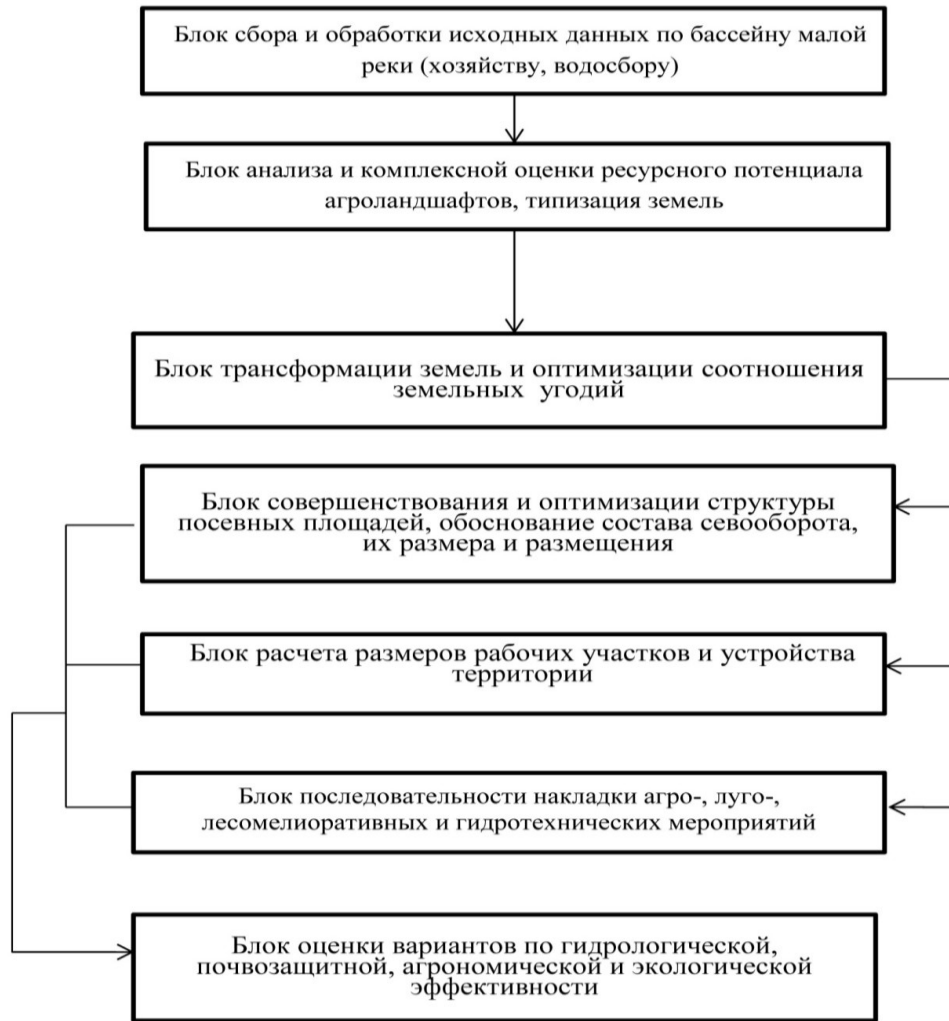 Блок сбора и обработки исходных данных по бассейну малой
реки (хозяйству, водосбору)
Блок анализа и комплексной оценки ресурсного потенциала
агроландшафтов, типизация земель
Блок трансформации земель и оптимизации соотношения
земельных угодий
Блок совершенствования и оптимизации структуры
посевных площадей, обоснование состава севооборота,
их размера и размещения
Блок расчета размеров рабочих участков и устройства
территории
Блок последовательности накладки агро-, луго-,
лесомелиоративных и гидротехнических мероприятий
Блок оценки вариантов по гидрологической,
почвозащитной, агрономической и экологической
эффективности